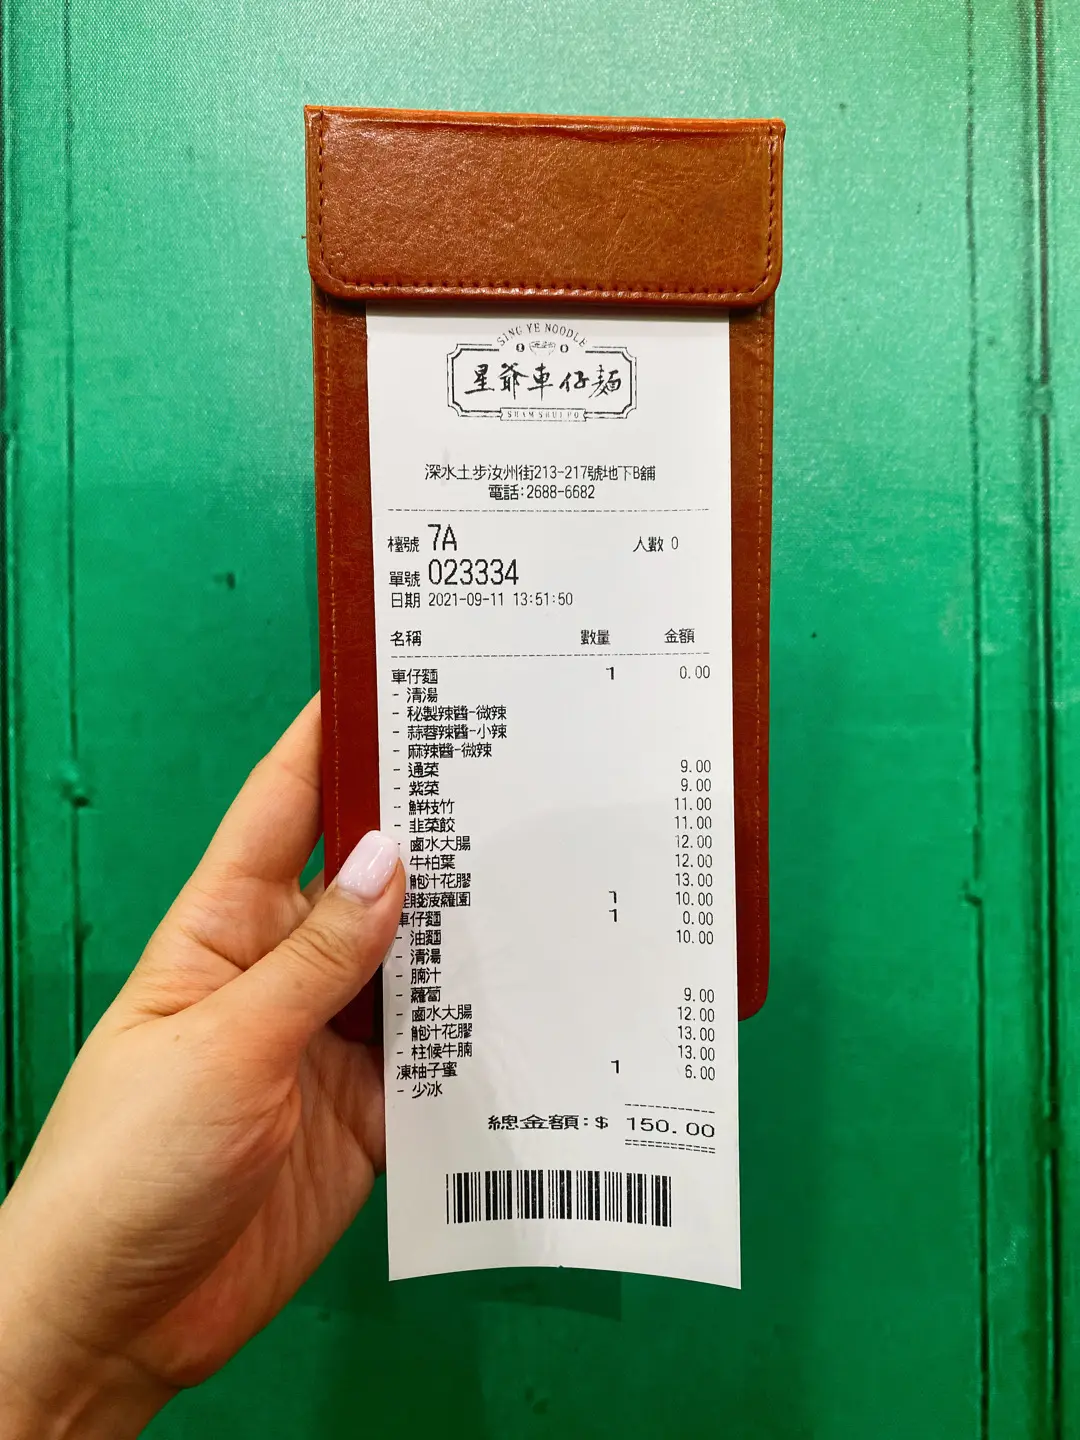 SING YE NOODLE
星爺車仔麵
SHAM SHUI PO
深水土步汝州街213-217號地下B舖
電話:2688-6682
檯號 7A 人數 0
單號 023334
日期 2021-09-11 13:51:50
名稱 數量 金額
車仔麵 1 0.00
- 清湯
- 秘製辣醬-微辣
- 蒜蓉辣醬-小辣
- 麻辣醬-微辣
- 通菜 9.00
- 紫菜 9.00
- 鮮枝竹 11.00
- 韭菜餃 11.00
- 鹵水大腸 12.00
牛柏葉 12.00
鮑汁花膠 13.00
菠蘿園 1 10.00
車仔麵 1 0.00
- 油麵 10.00
- 清湯
- 腩汁
- 蘿蔔 9.00
- 鹵水大腸 12.00
- 鮑汁花膠 13.00
- 柱候牛腩 13.00
凍柚子蜜 1 6.00
- 少冰
總金額:$ 150.00